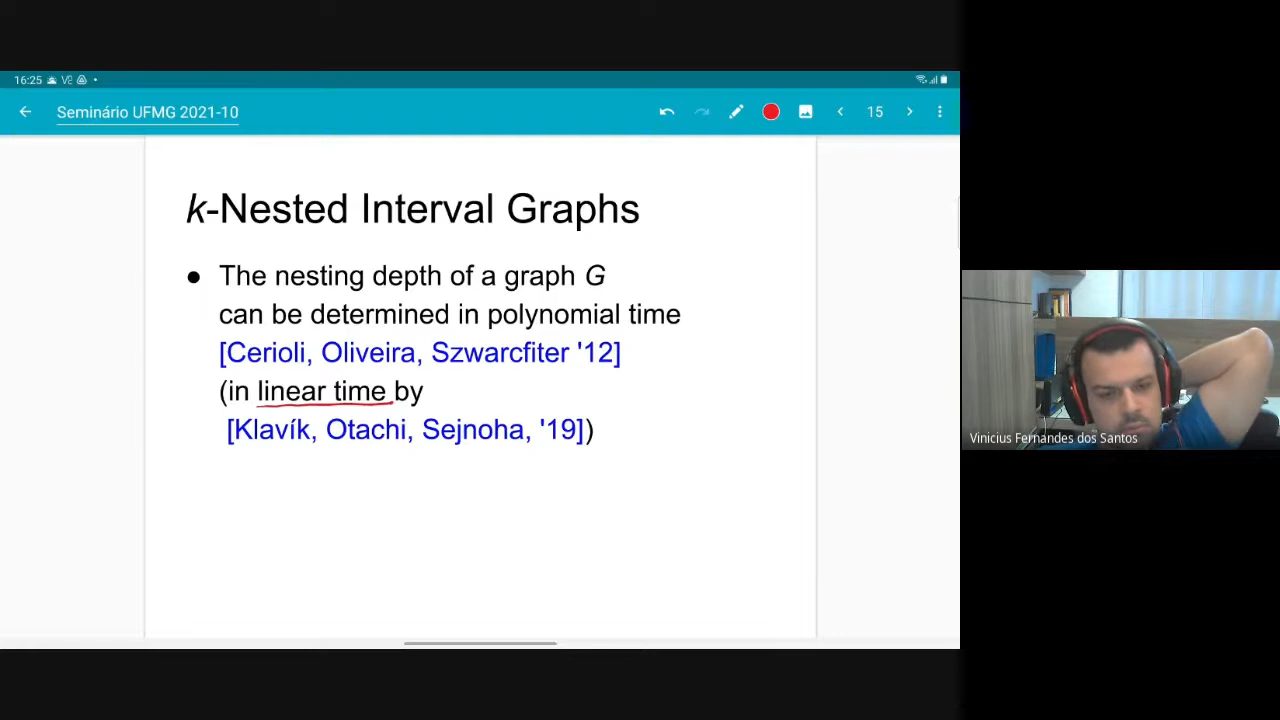 16:25
Seminário UFMG 2021-10
15
k-Nested Interval Graphs
● The nesting depth of a graph G
can be determined in polynomial time
[Cerioli, Oliveira, Szwarcfiter '12]
(in linear time by
[Klavík, Otachi, Sejnoha, '19])
Vinicius Fernandes dos Santos